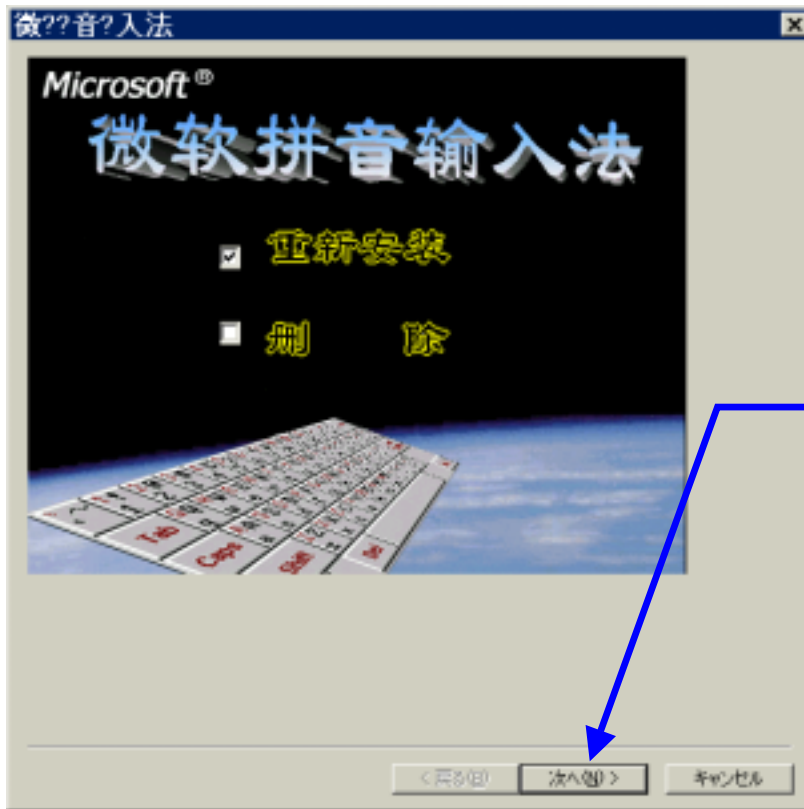 微??音?入法
Microsoft®
微软拼音输入法
重新安装
删 除
Tab
Caps
Shift
< 戻る(B) 次へ(N) > キャンセル